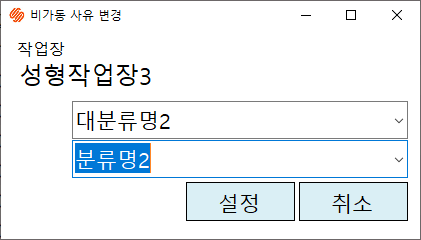 비가동 사유 변경
작업장
성형작업장3
대분류명2
분류명2
설정 취소